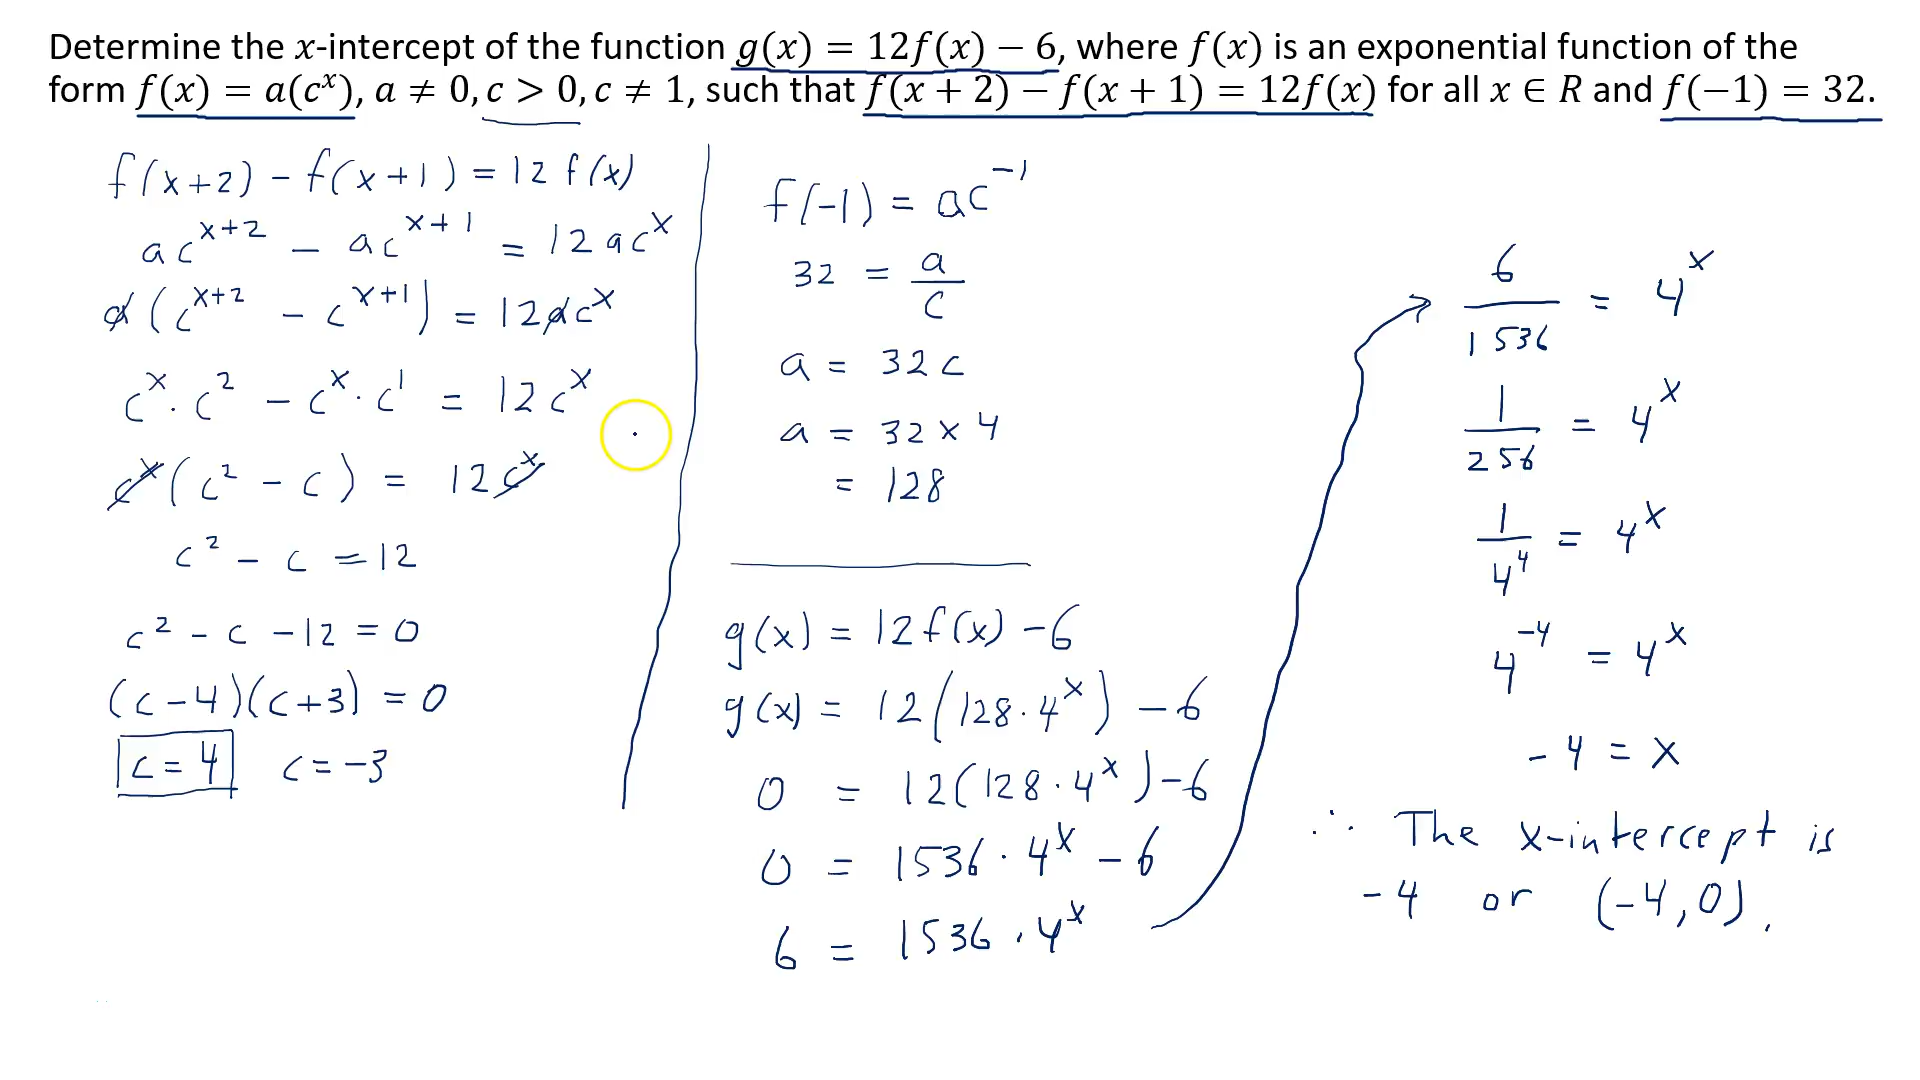 Determine the x-intercept of the function g(x) = 12f(x) − 6, where f(x) is an exponential function of the
form f(x) = a(cˣ), a ≠ 0, c > 0, c ≠ 1, such that f(x + 2) − f(x + 1) = 12f(x) for all x ∈ R and f(−1) = 32.
f(x+2) - f(x+1) = 12 f(x)
ac^(x+2) - ac^(x+1) = 12ac^x
a(c^(x+2) - c^(x+1)) = 12ac^x
c^x · c^2 - c^x · c^1 = 12c^x
c^x(c^2 - c) = 12c^x
c^2 - c = 12
c^2 - c - 12 = 0
(c-4)(c+3) = 0
c = 4 c = -3
f(-1) = ac^-1
32 = a/c
a = 32c
a = 32 x 4
= 128
g(x) = 12f(x) - 6
g(x) = 12(128·4^x) - 6
0 = 12(128·4^x) - 6
0 = 1536·4^x - 6
6 = 1536·4^x
6/1536 = 4^x
1/256 = 4^x
1/4^4 = 4^x
4^-4 = 4^x
-4 = x
∴ The x-intercept is
-4 or (-4,0).